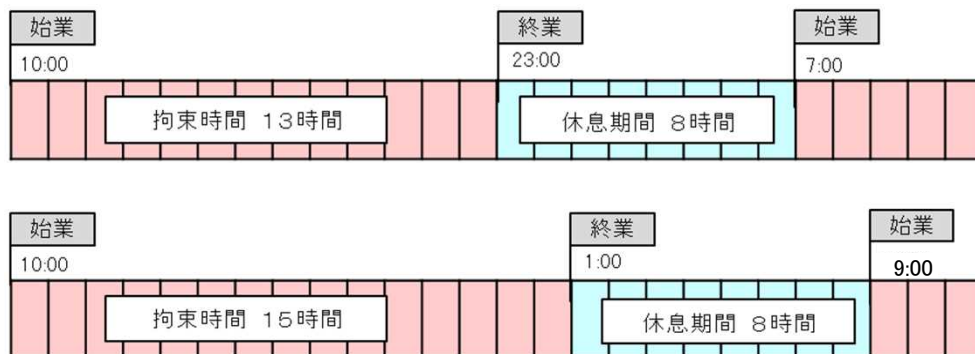 始業 終業 始業
10:00 23:00 7:00
拘束時間 13時間 休息期間 8時間
始業 終業 始業
10:00 1:00 9:00
拘束時間 15時間 休息期間 8時間